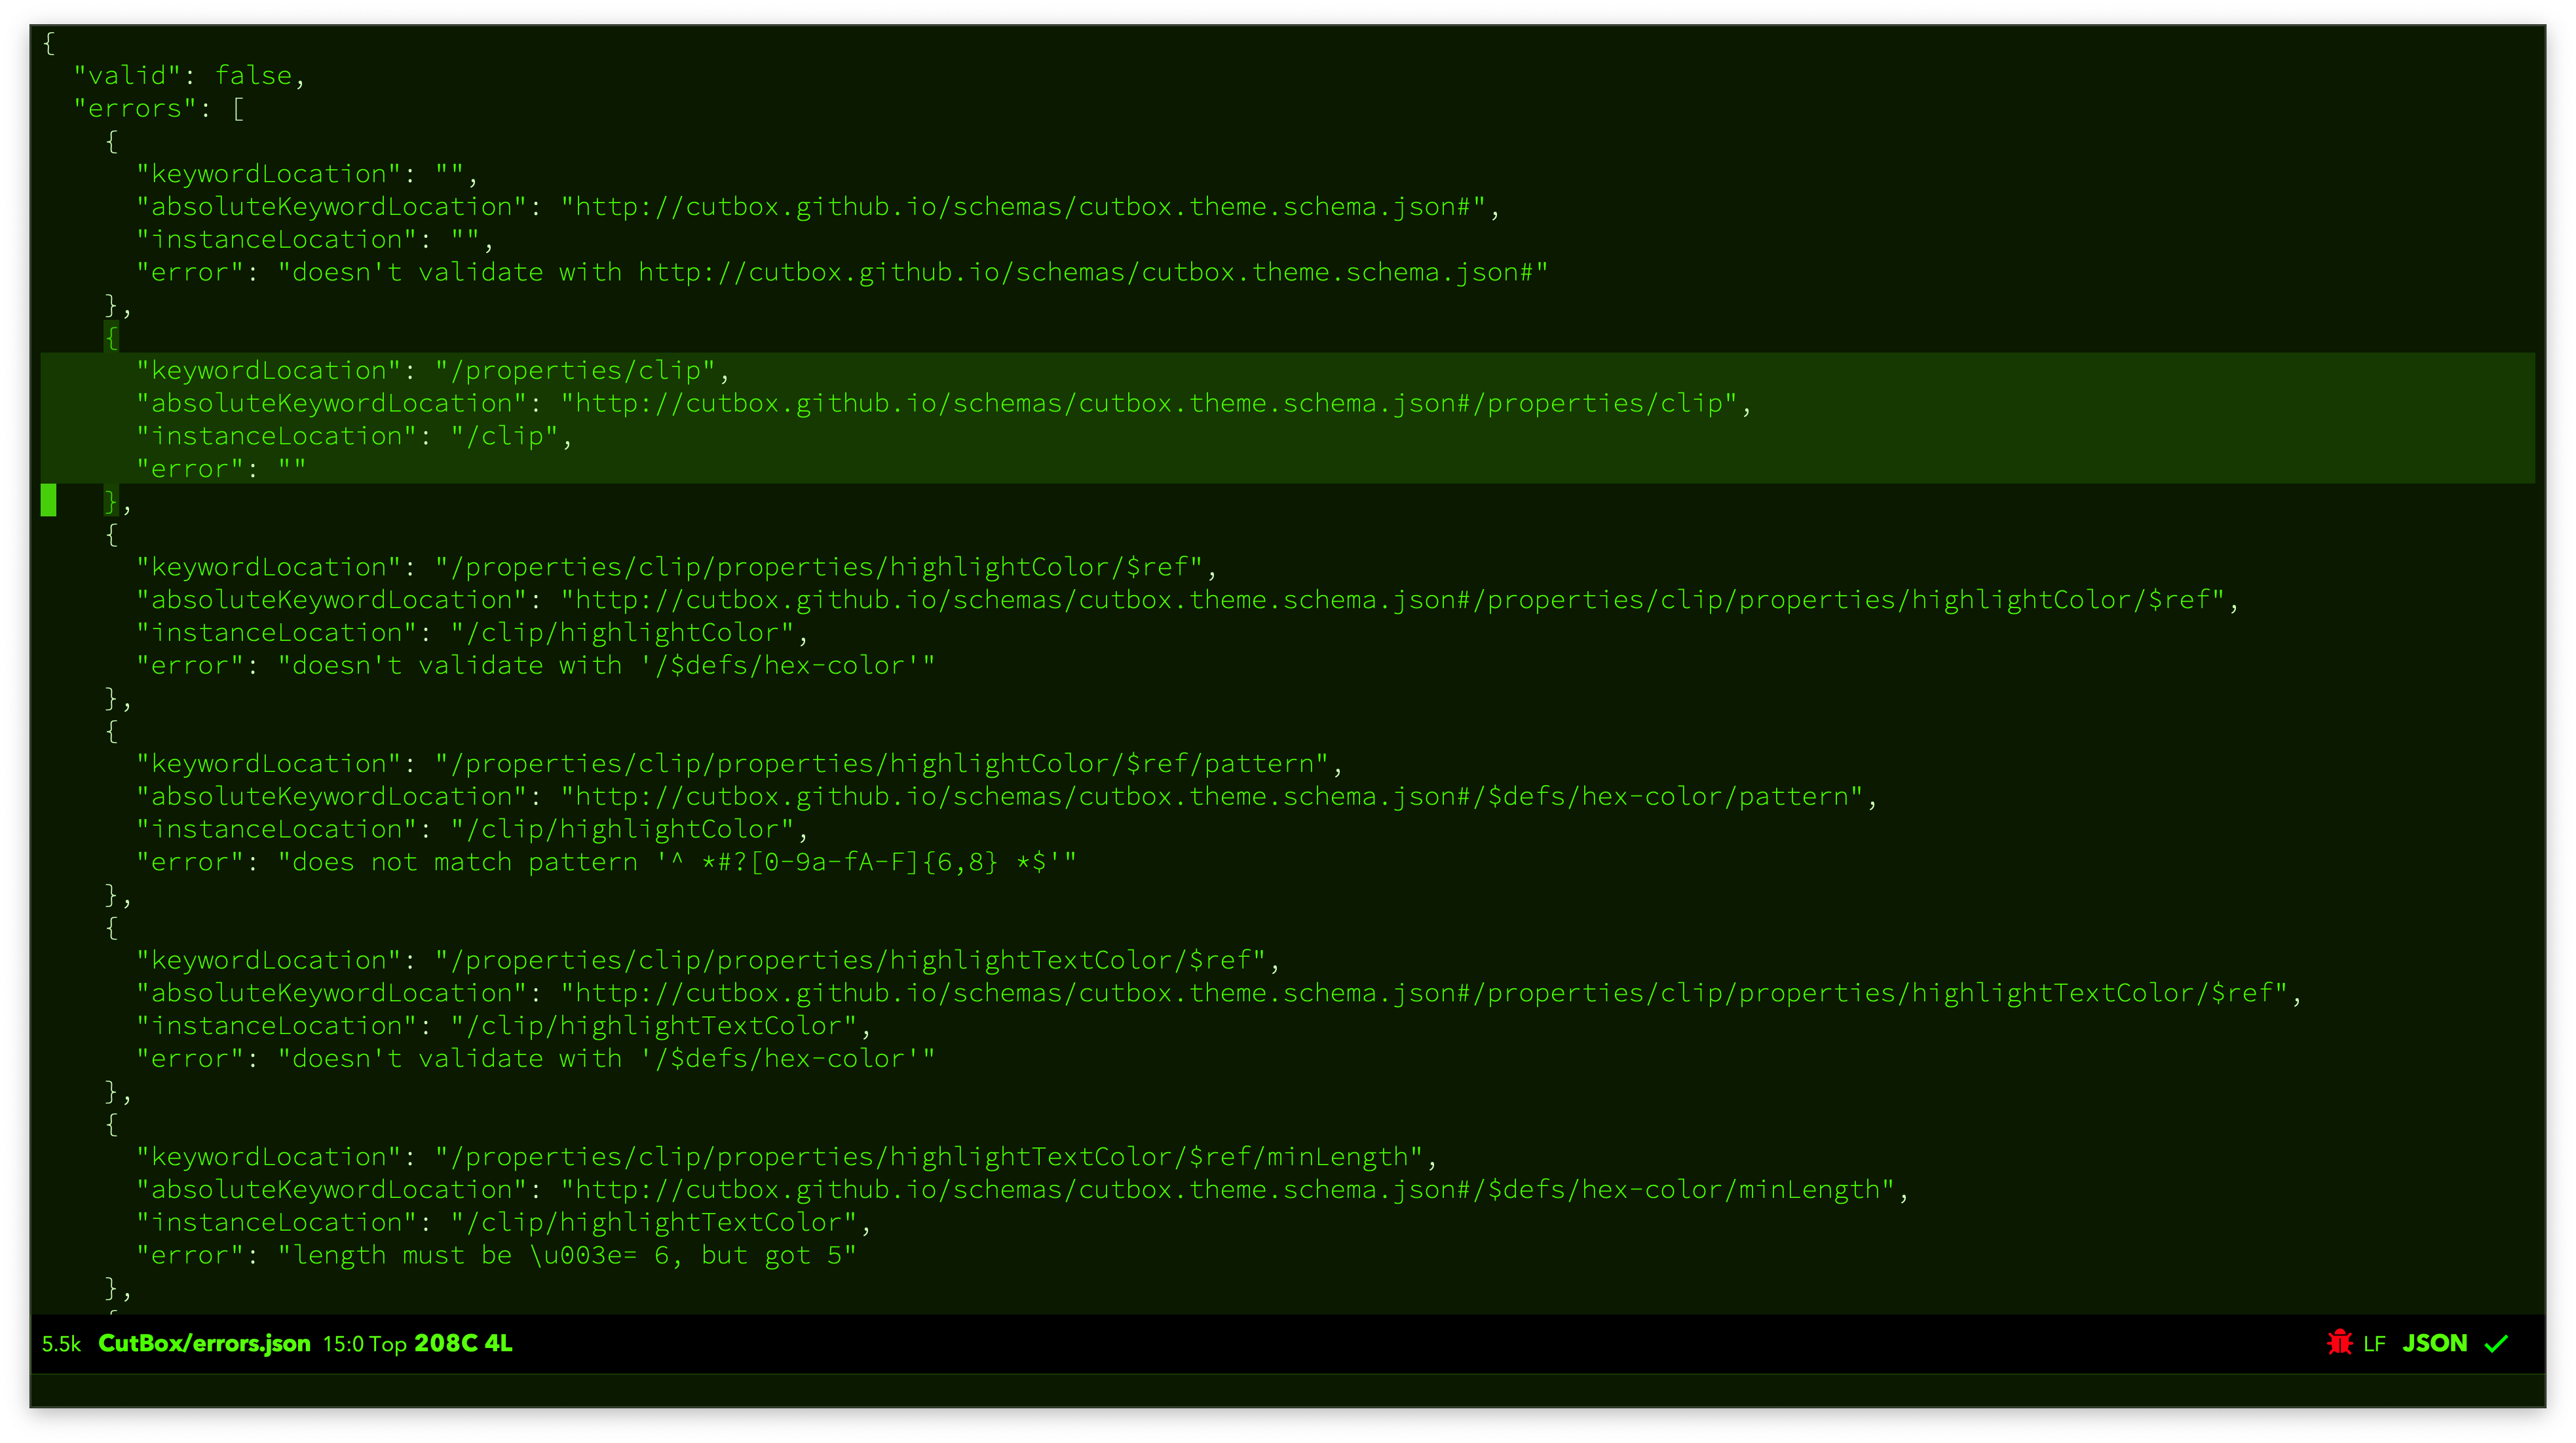 {
  "valid": false,
  "errors": [
    {
      "keywordLocation": "",
      "absoluteKeywordLocation": "http://cutbox.github.io/schemas/cutbox.theme.schema.json#",
      "instanceLocation": "",
      "error": "doesn't validate with http://cutbox.github.io/schemas/cutbox.theme.schema.json#"
    },
    {
      "keywordLocation": "/properties/clip",
      "absoluteKeywordLocation": "http://cutbox.github.io/schemas/cutbox.theme.schema.json#/properties/clip",
      "instanceLocation": "/clip",
      "error": ""
    },
    {
      "keywordLocation": "/properties/clip/properties/highlightColor/$ref",
      "absoluteKeywordLocation": "http://cutbox.github.io/schemas/cutbox.theme.schema.json#/properties/clip/properties/highlightColor/$ref",
      "instanceLocation": "/clip/highlightColor",
      "error": "doesn't validate with '/$defs/hex-color'"
    },
    {
      "keywordLocation": "/properties/clip/properties/highlightColor/$ref/pattern",
      "absoluteKeywordLocation": "http://cutbox.github.io/schemas/cutbox.theme.schema.json#/$defs/hex-color/pattern",
      "instanceLocation": "/clip/highlightColor",
      "error": "does not match pattern '^ *#?[0-9a-fA-F]{6,8} *$'"
    },
    {
      "keywordLocation": "/properties/clip/properties/highlightTextColor/$ref",
      "absoluteKeywordLocation": "http://cutbox.github.io/schemas/cutbox.theme.schema.json#/properties/clip/properties/highlightTextColor/$ref",
      "instanceLocation": "/clip/highlightTextColor",
      "error": "doesn't validate with '/$defs/hex-color'"
    },
    {
      "keywordLocation": "/properties/clip/properties/highlightTextColor/$ref/minLength",
      "absoluteKeywordLocation": "http://cutbox.github.io/schemas/cutbox.theme.schema.json#/$defs/hex-color/minLength",
      "instanceLocation": "/clip/highlightTextColor",
      "error": "length must be \u003e= 6, but got 5"
    },
5.5k CutBox/errors.json 15:0 Top 208C 4L LF JSON